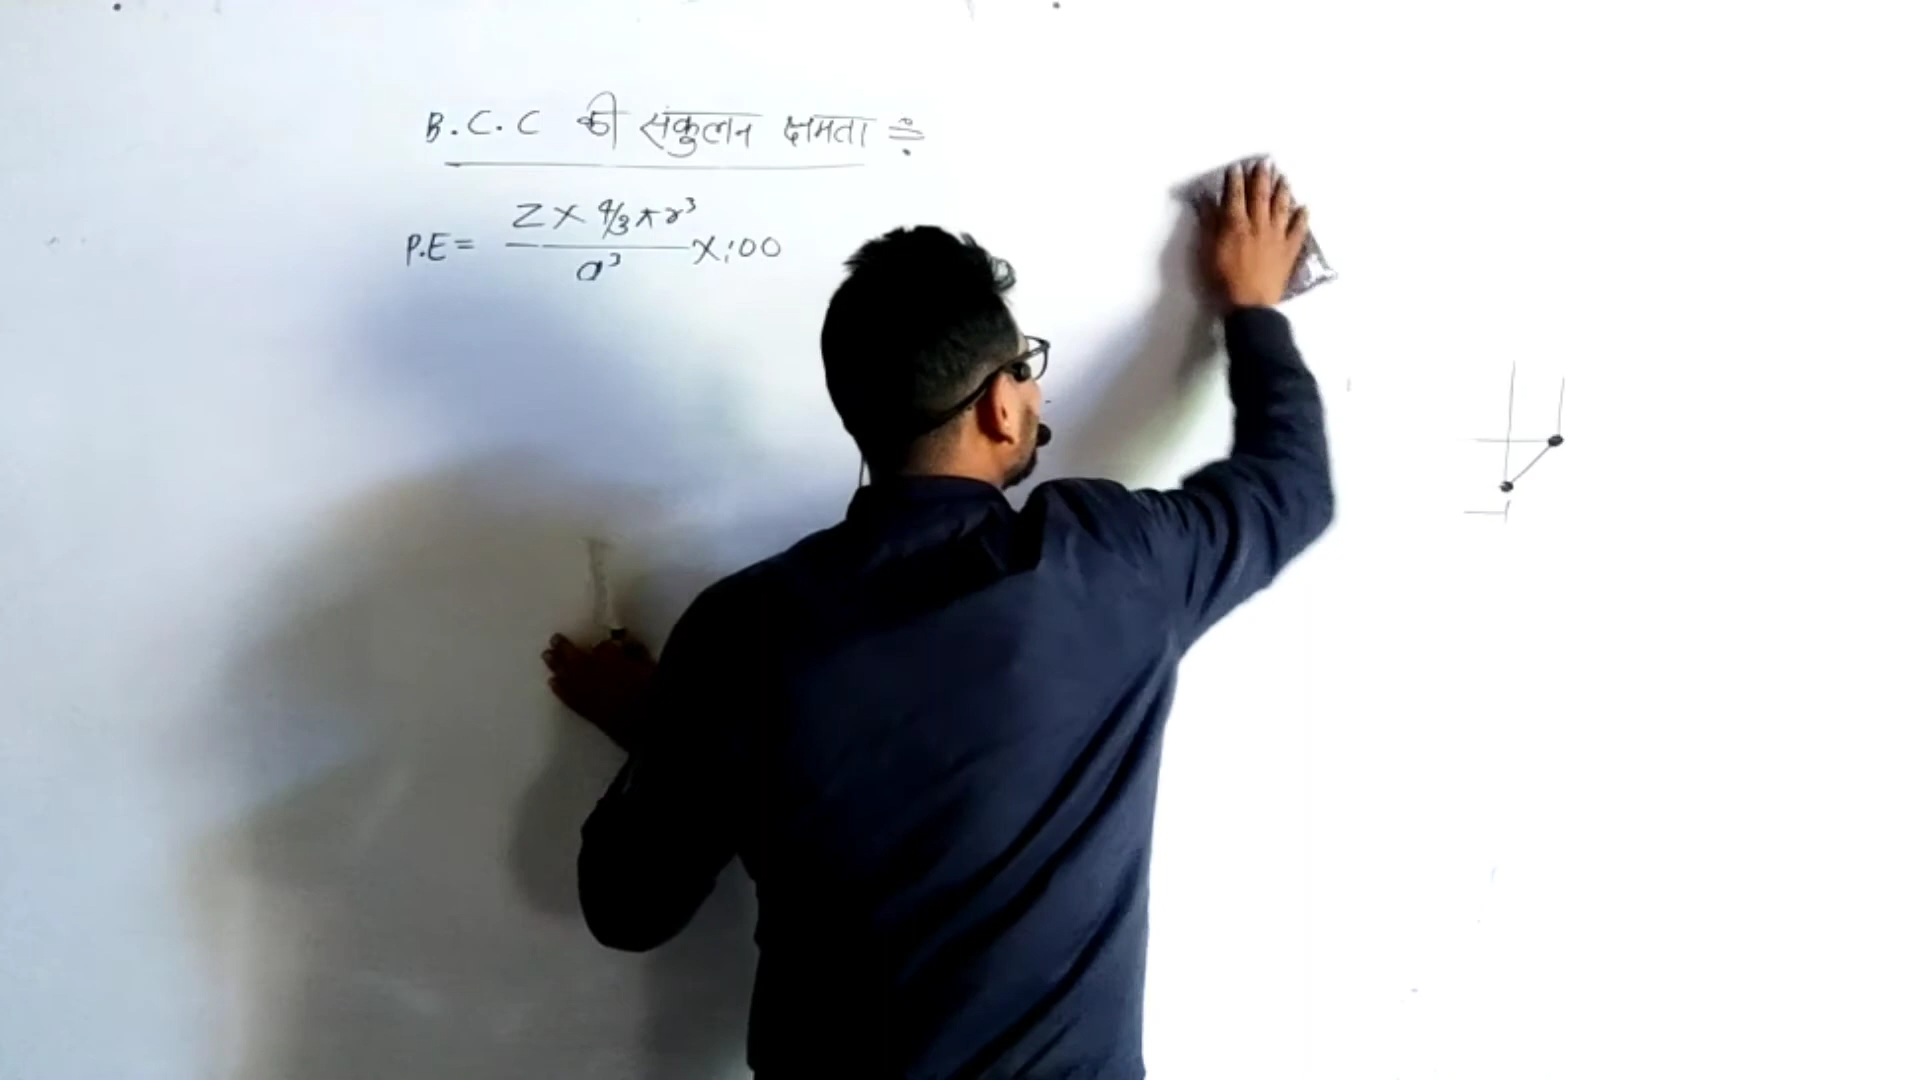 B.C.C की संकुलन क्षमता ÷
P.E = Z × 4/3 π r³ / a³ × 100